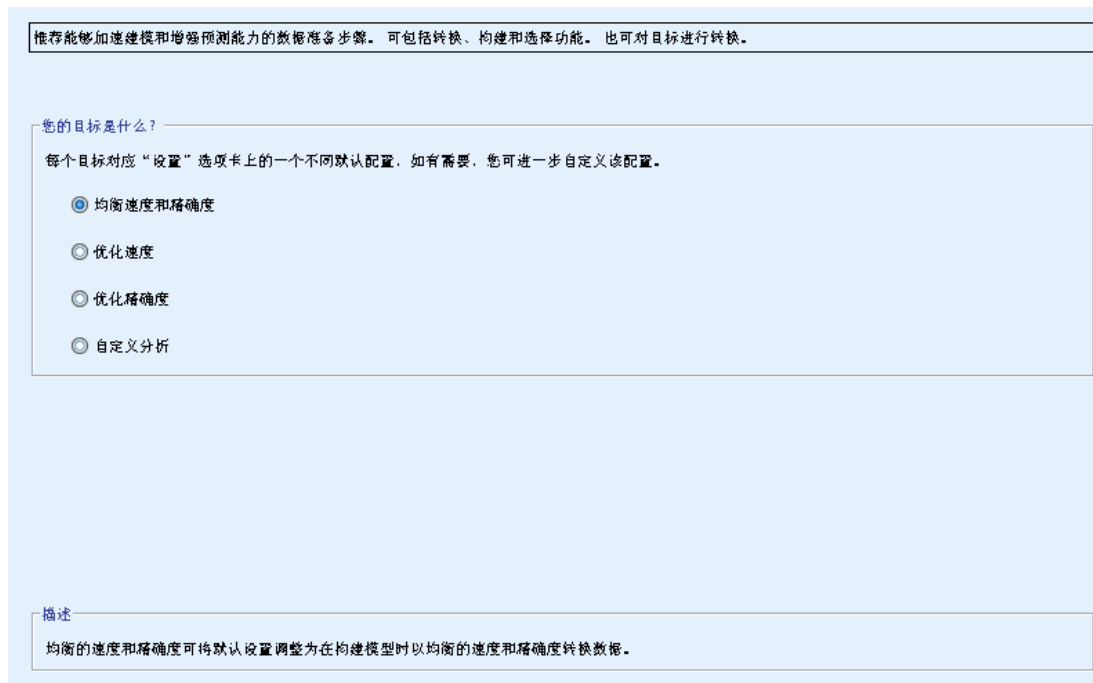 推荐能够加速建模和增强预测能力的数据准备步骤。 可包括转换、构建和选择功能。 也可对目标进行转换。
您的目标是什么？
每个目标对应“设置”选项卡上的一个不同默认配置，如有需要，您可进一步自定义该配置。
均衡速度和精确度
优化速度
优化精确度
自定义分析
描述
均衡的速度和精确度可将默认设置调整为在构建模型时以均衡的速度和精确度转换数据。